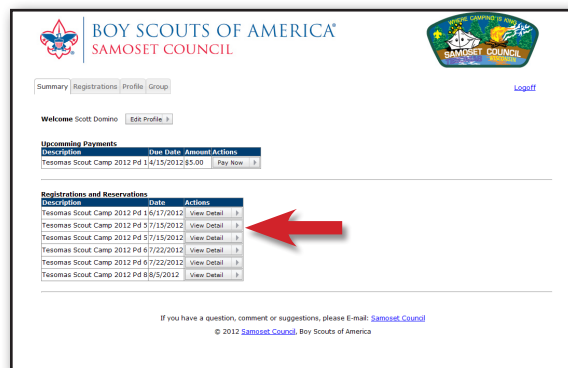 BOY SCOUTS OF AMERICA®
SAMOSET COUNCIL
WHERE CAMPING IS KING
SAMOSET COUNCIL
WISCONSIN
Summary Registrations Profile Group
Logoff
Welcome Scott Domino Edit Profile
Upcomming Payments
Description Due Date Amount Actions
Tesomas Scout Camp 2012 Pd 1 4/15/2012 $5.00 Pay Now
Registrations and Reservations
Description Date Actions
Tesomas Scout Camp 2012 Pd 1 6/17/2012 View Detail
Tesomas Scout Camp 2012 Pd 5 7/15/2012 View Detail
Tesomas Scout Camp 2012 Pd 5 7/15/2012 View Detail
Tesomas Scout Camp 2012 Pd 6 7/22/2012 View Detail
Tesomas Scout Camp 2012 Pd 6 7/22/2012 View Detail
Tesomas Scout Camp 2012 Pd 8 8/5/2012 View Detail
If you have a question, comment or suggestions, please E-mail: Samoset Council
© 2012 Samoset Council, Boy Scouts of America